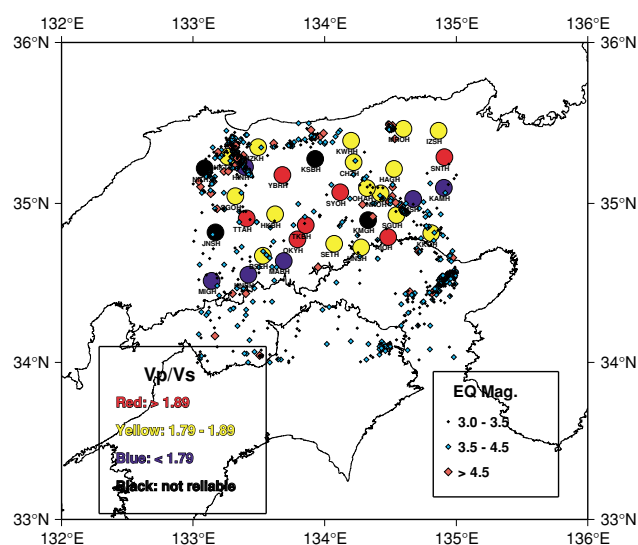 132°E 133°E 134°E 135°E 136°E
36°N 36°N
IZSH
KWRH
SNTH
KSBH
CHZH
HAGH
YBRH
KAMH
SYOH
TTAH
SGUH
KMGH
JNSH
OKYH
SETH
MABH
MIGH
35°N 35°N
34°N 34°N
33°N 33°N
Vp/Vs
Red: > 1.89
Yellow: 1.79 - 1.89
Blue: < 1.79
Black: not reliable
EQ Mag.
3.0 - 3.5
3.5 - 4.5
> 4.5
132°E 133°E 134°E 135°E 136°E